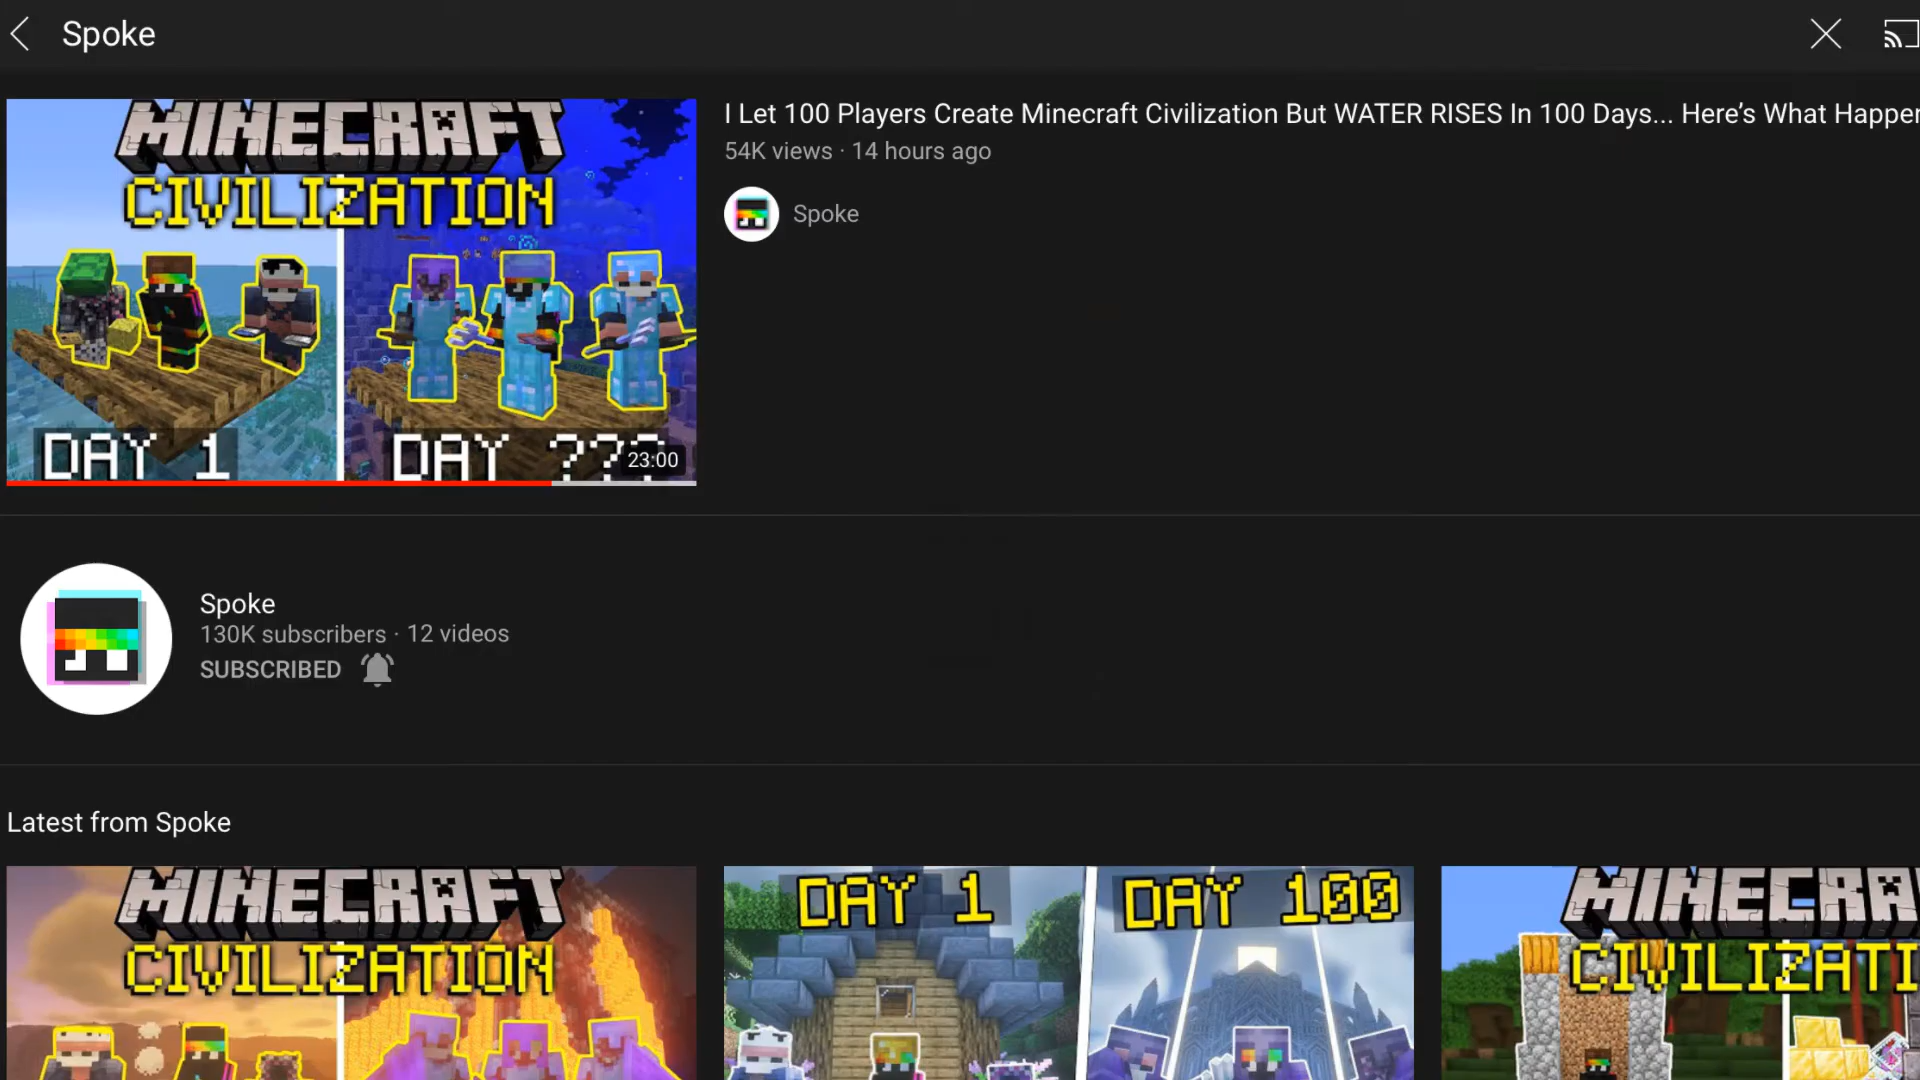 Spoke
MINECRAFT
CIVILIZATION
DAY 1
DAY ???
23:00
I Let 100 Players Create Minecraft Civilization But WATER RISES In 100 Days... Here’s What Happen
54K views · 14 hours ago
Spoke
Spoke
130K subscribers · 12 videos
SUBSCRIBED
Latest from Spoke
MINECRAFT
CIVILIZATION
DAY 1
DAY 100
MINECRA
CIVILIZATI